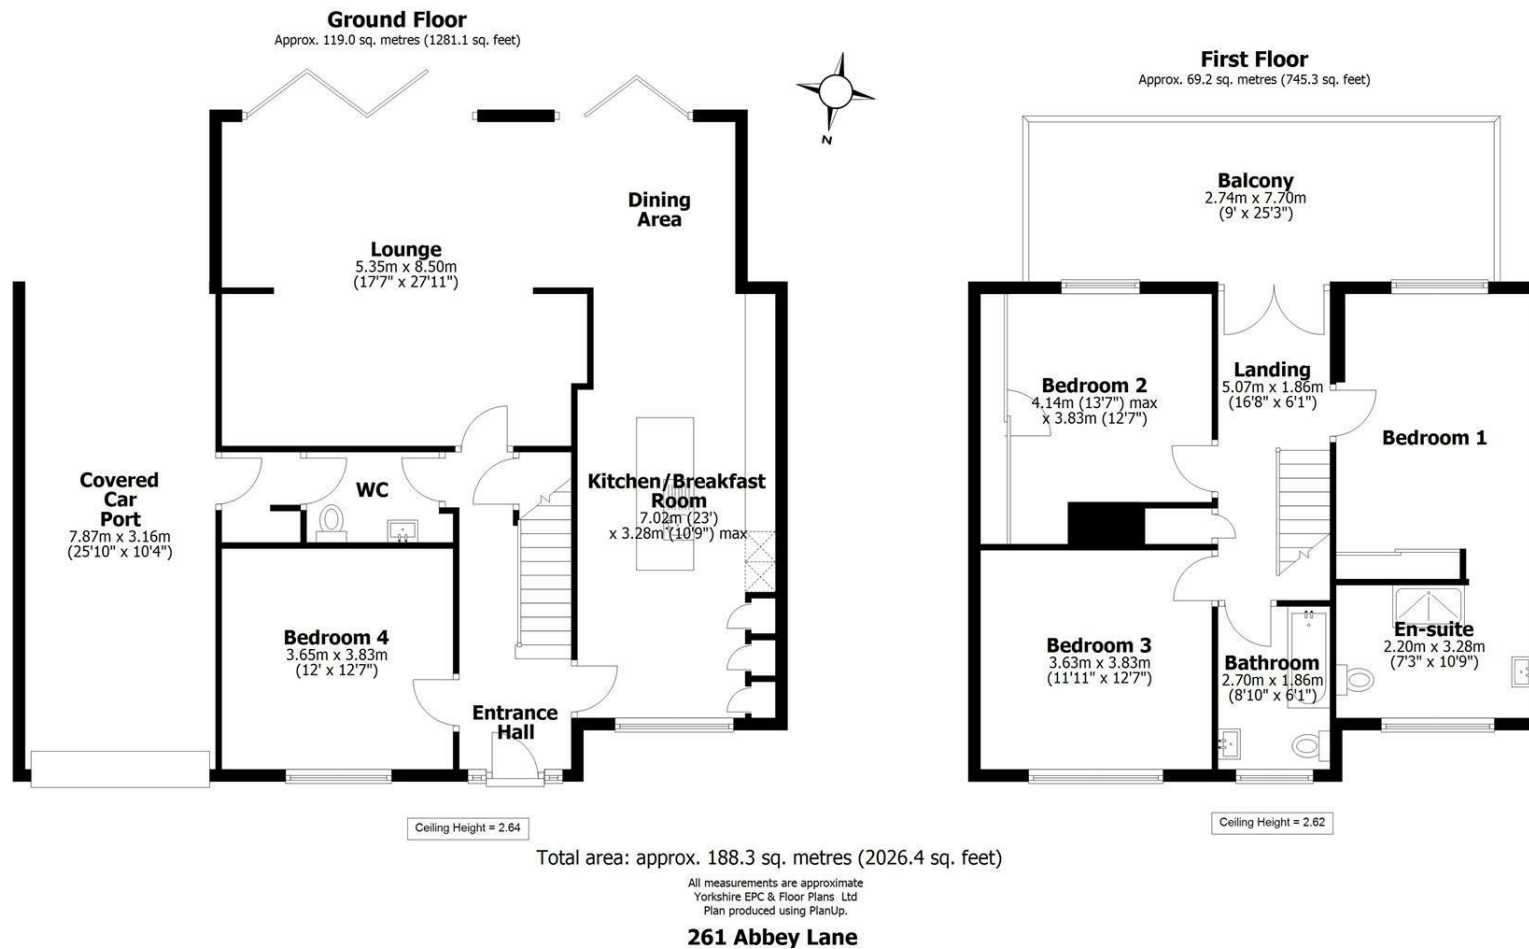 Ground Floor
Approx. 119.0 sq. metres (1281.1 sq. feet)
N
Lounge
5.35m x 8.50m
(17'7" x 27'11")
Dining
Area
Covered
Car
Port
7.87m x 3.16m
(25'10" x 10'4")
WC
Kitchen/Breakfast
Room
7.02m (23')
x 3.28m (10'9") max
Bedroom 4
3.65m x 3.83m
(12' x 12'7")
Entrance
Hall
Ceiling Height = 2.64
First Floor
Approx. 69.2 sq. metres (745.3 sq. feet)
Balcony
2.74m x 7.70m
(9' x 25'3")
Bedroom 2
4.14m (13'7") max
x 3.83m (12'7")
Landing
5.07m x 1.86m
(16'8" x 6'1")
Bedroom 1
Bedroom 3
3.63m x 3.83m
(11'11" x 12'7")
Bathroom
2.70m x 1.86m
(8'10" x 6'1")
En-suite
2.20m x 3.28m
(7'3" x 10'9")
Ceiling Height = 2.62
Total area: approx. 188.3 sq. metres (2026.4 sq. feet)
All measurements are approximate
Yorkshire EPC & Floor Plans Ltd
Plan produced using PlanUp.
261 Abbey Lane